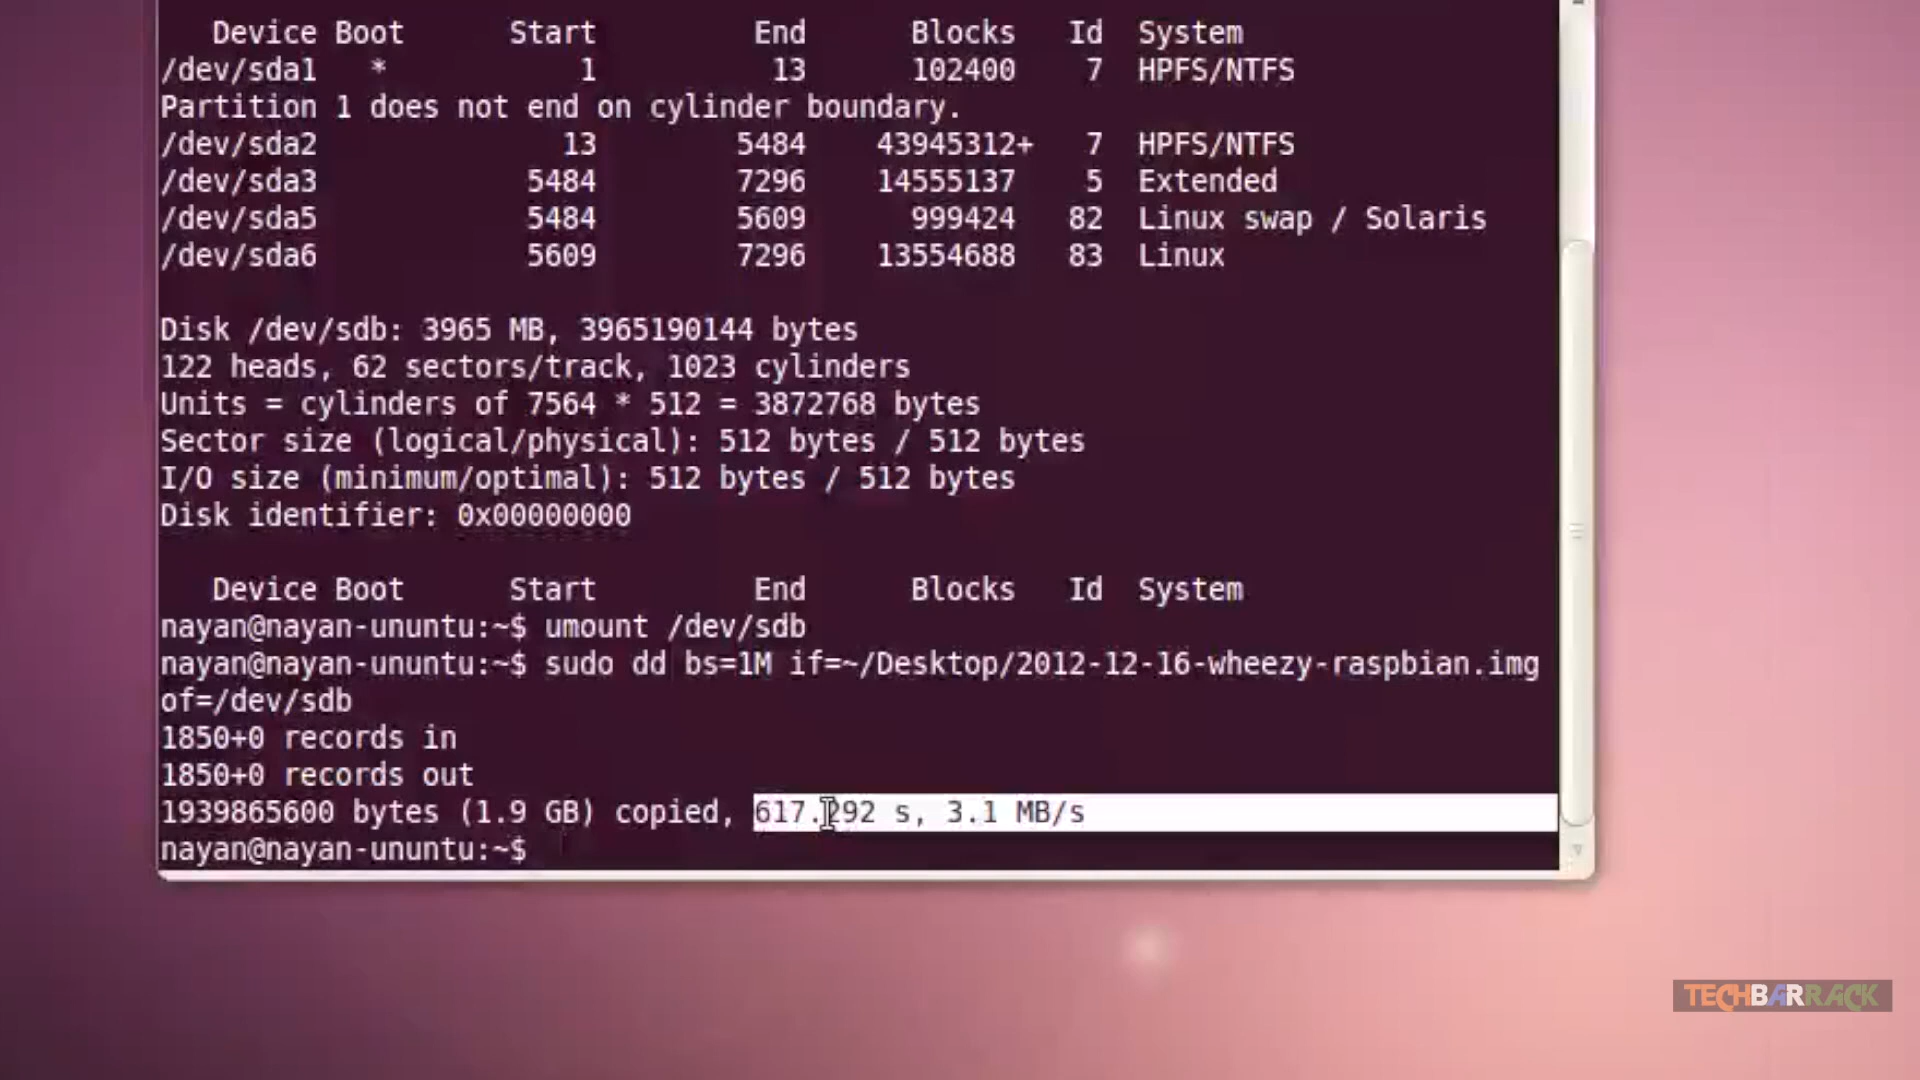 Device Boot Start End Blocks Id System
/dev/sda1 * 1 13 102400 7 HPFS/NTFS
Partition 1 does not end on cylinder boundary.
/dev/sda2 13 5484 43945312+ 7 HPFS/NTFS
/dev/sda3 5484 7296 14555137 5 Extended
/dev/sda5 5484 5609 999424 82 Linux swap / Solaris
/dev/sda6 5609 7296 13554688 83 Linux
Disk /dev/sdb: 3965 MB, 3965190144 bytes
122 heads, 62 sectors/track, 1023 cylinders
Units = cylinders of 7564 * 512 = 3872768 bytes
Sector size (logical/physical): 512 bytes / 512 bytes
I/O size (minimum/optimal): 512 bytes / 512 bytes
Disk identifier: 0x00000000
Device Boot Start End Blocks Id System
nayan@nayan-ununtu:~$ umount /dev/sdb
nayan@nayan-ununtu:~$ sudo dd bs=1M if=~/Desktop/2012-12-16-wheezy-raspbian.img
of=/dev/sdb
1850+0 records in
1850+0 records out
1939865600 bytes (1.9 GB) copied, 617.292 s, 3.1 MB/s
nayan@nayan-ununtu:~$
TECHBARRACK